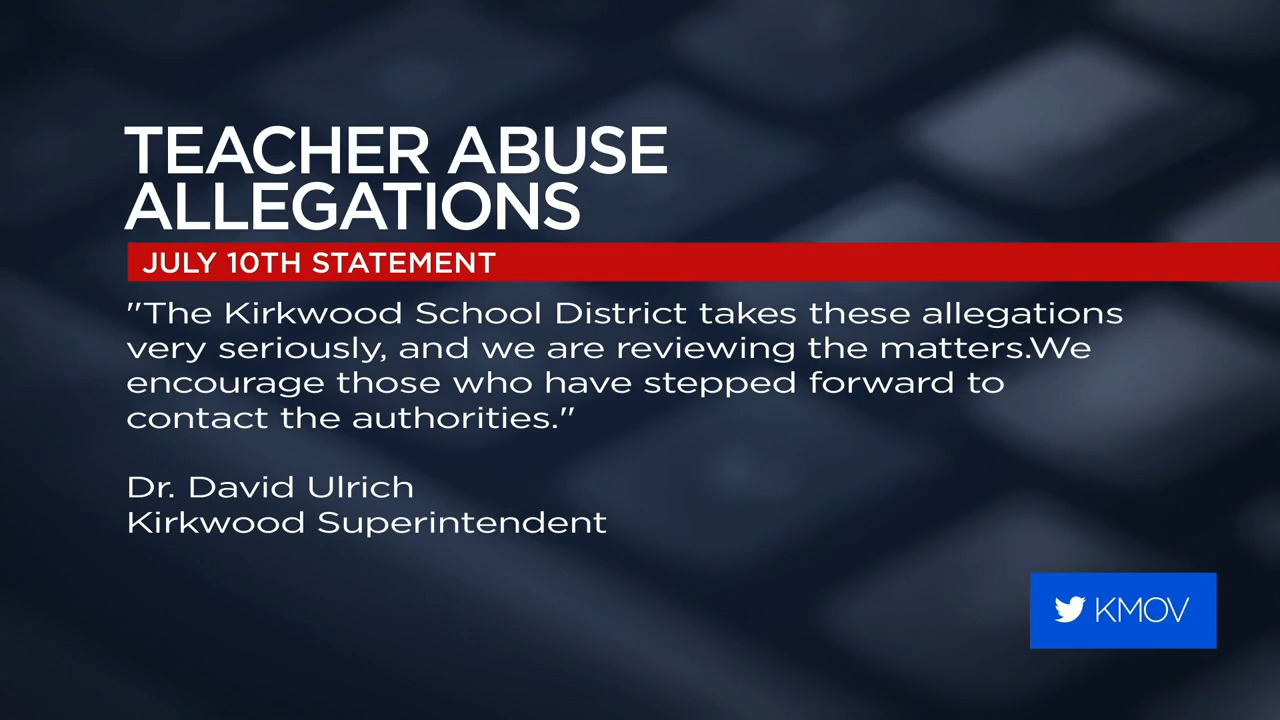 TEACHER ABUSE
ALLEGATIONS
JULY 10TH STATEMENT
"The Kirkwood School District takes these allegations
very seriously, and we are reviewing the matters.We
encourage those who have stepped forward to
contact the authorities."
Dr. David Ulrich
Kirkwood Superintendent
KMOV